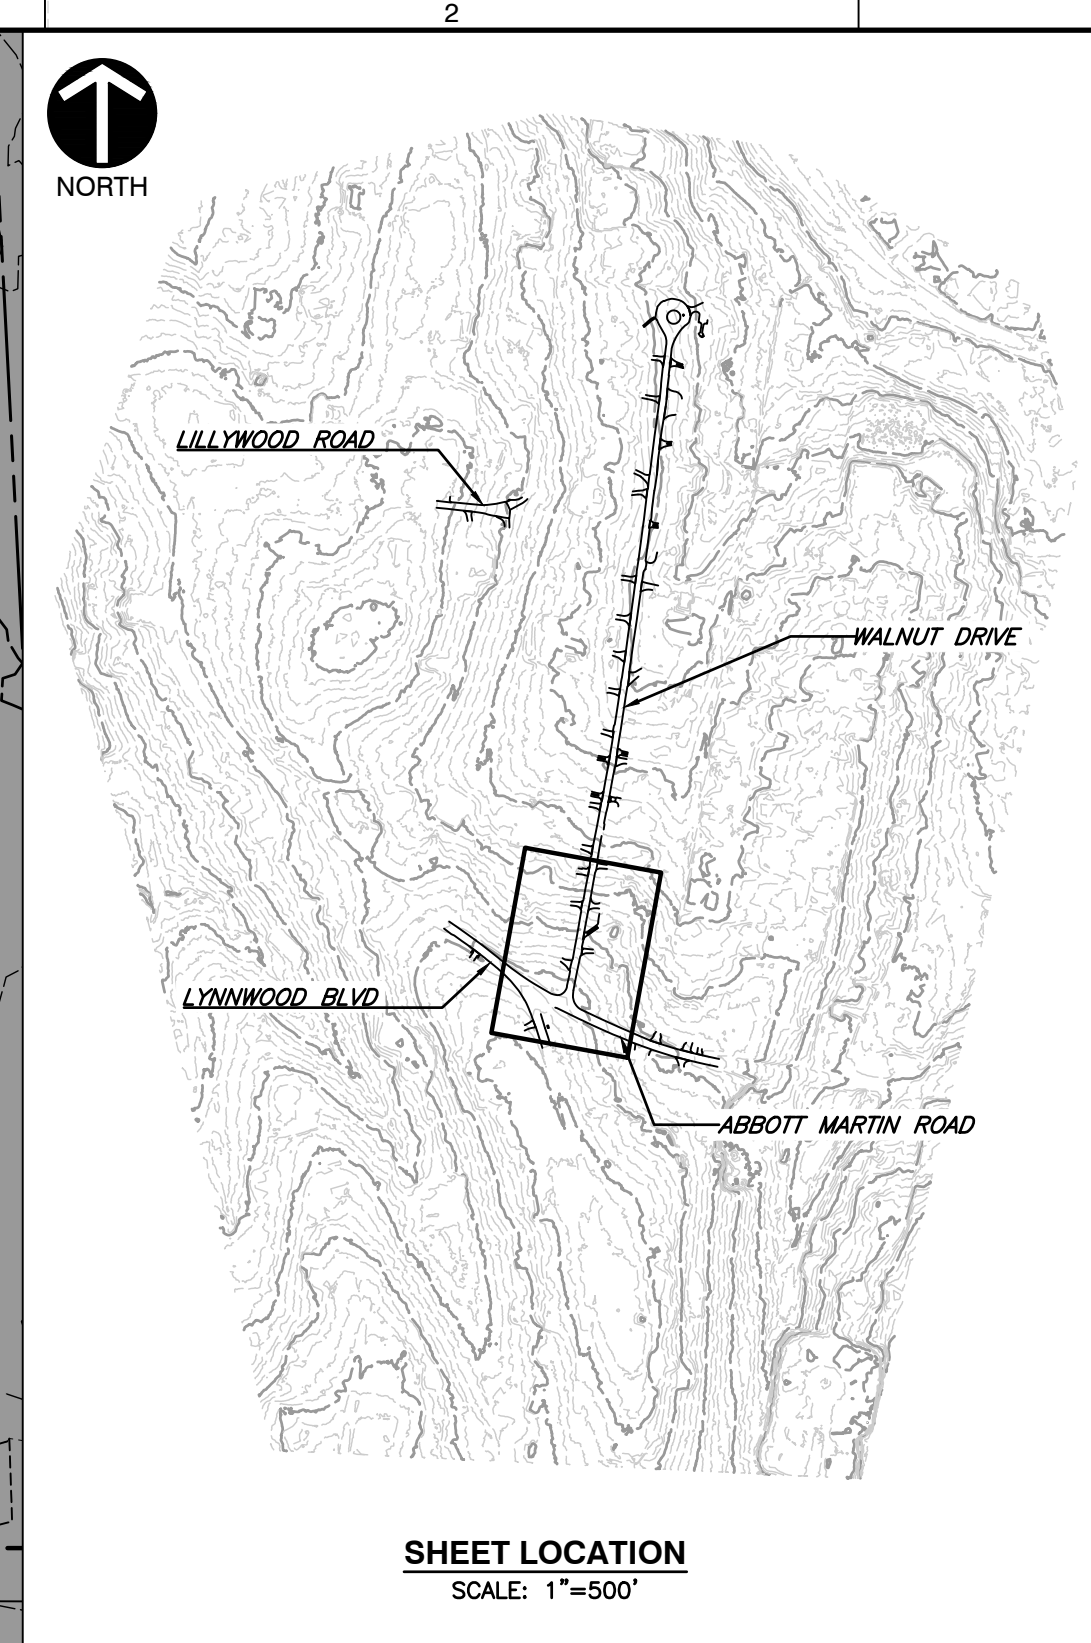 2
NORTH
LILLYWOOD ROAD
WALNUT DRIVE
LYNNWOOD BLVD
ABBOTT MARTIN ROAD
SHEET LOCATION
SCALE: 1"=500'